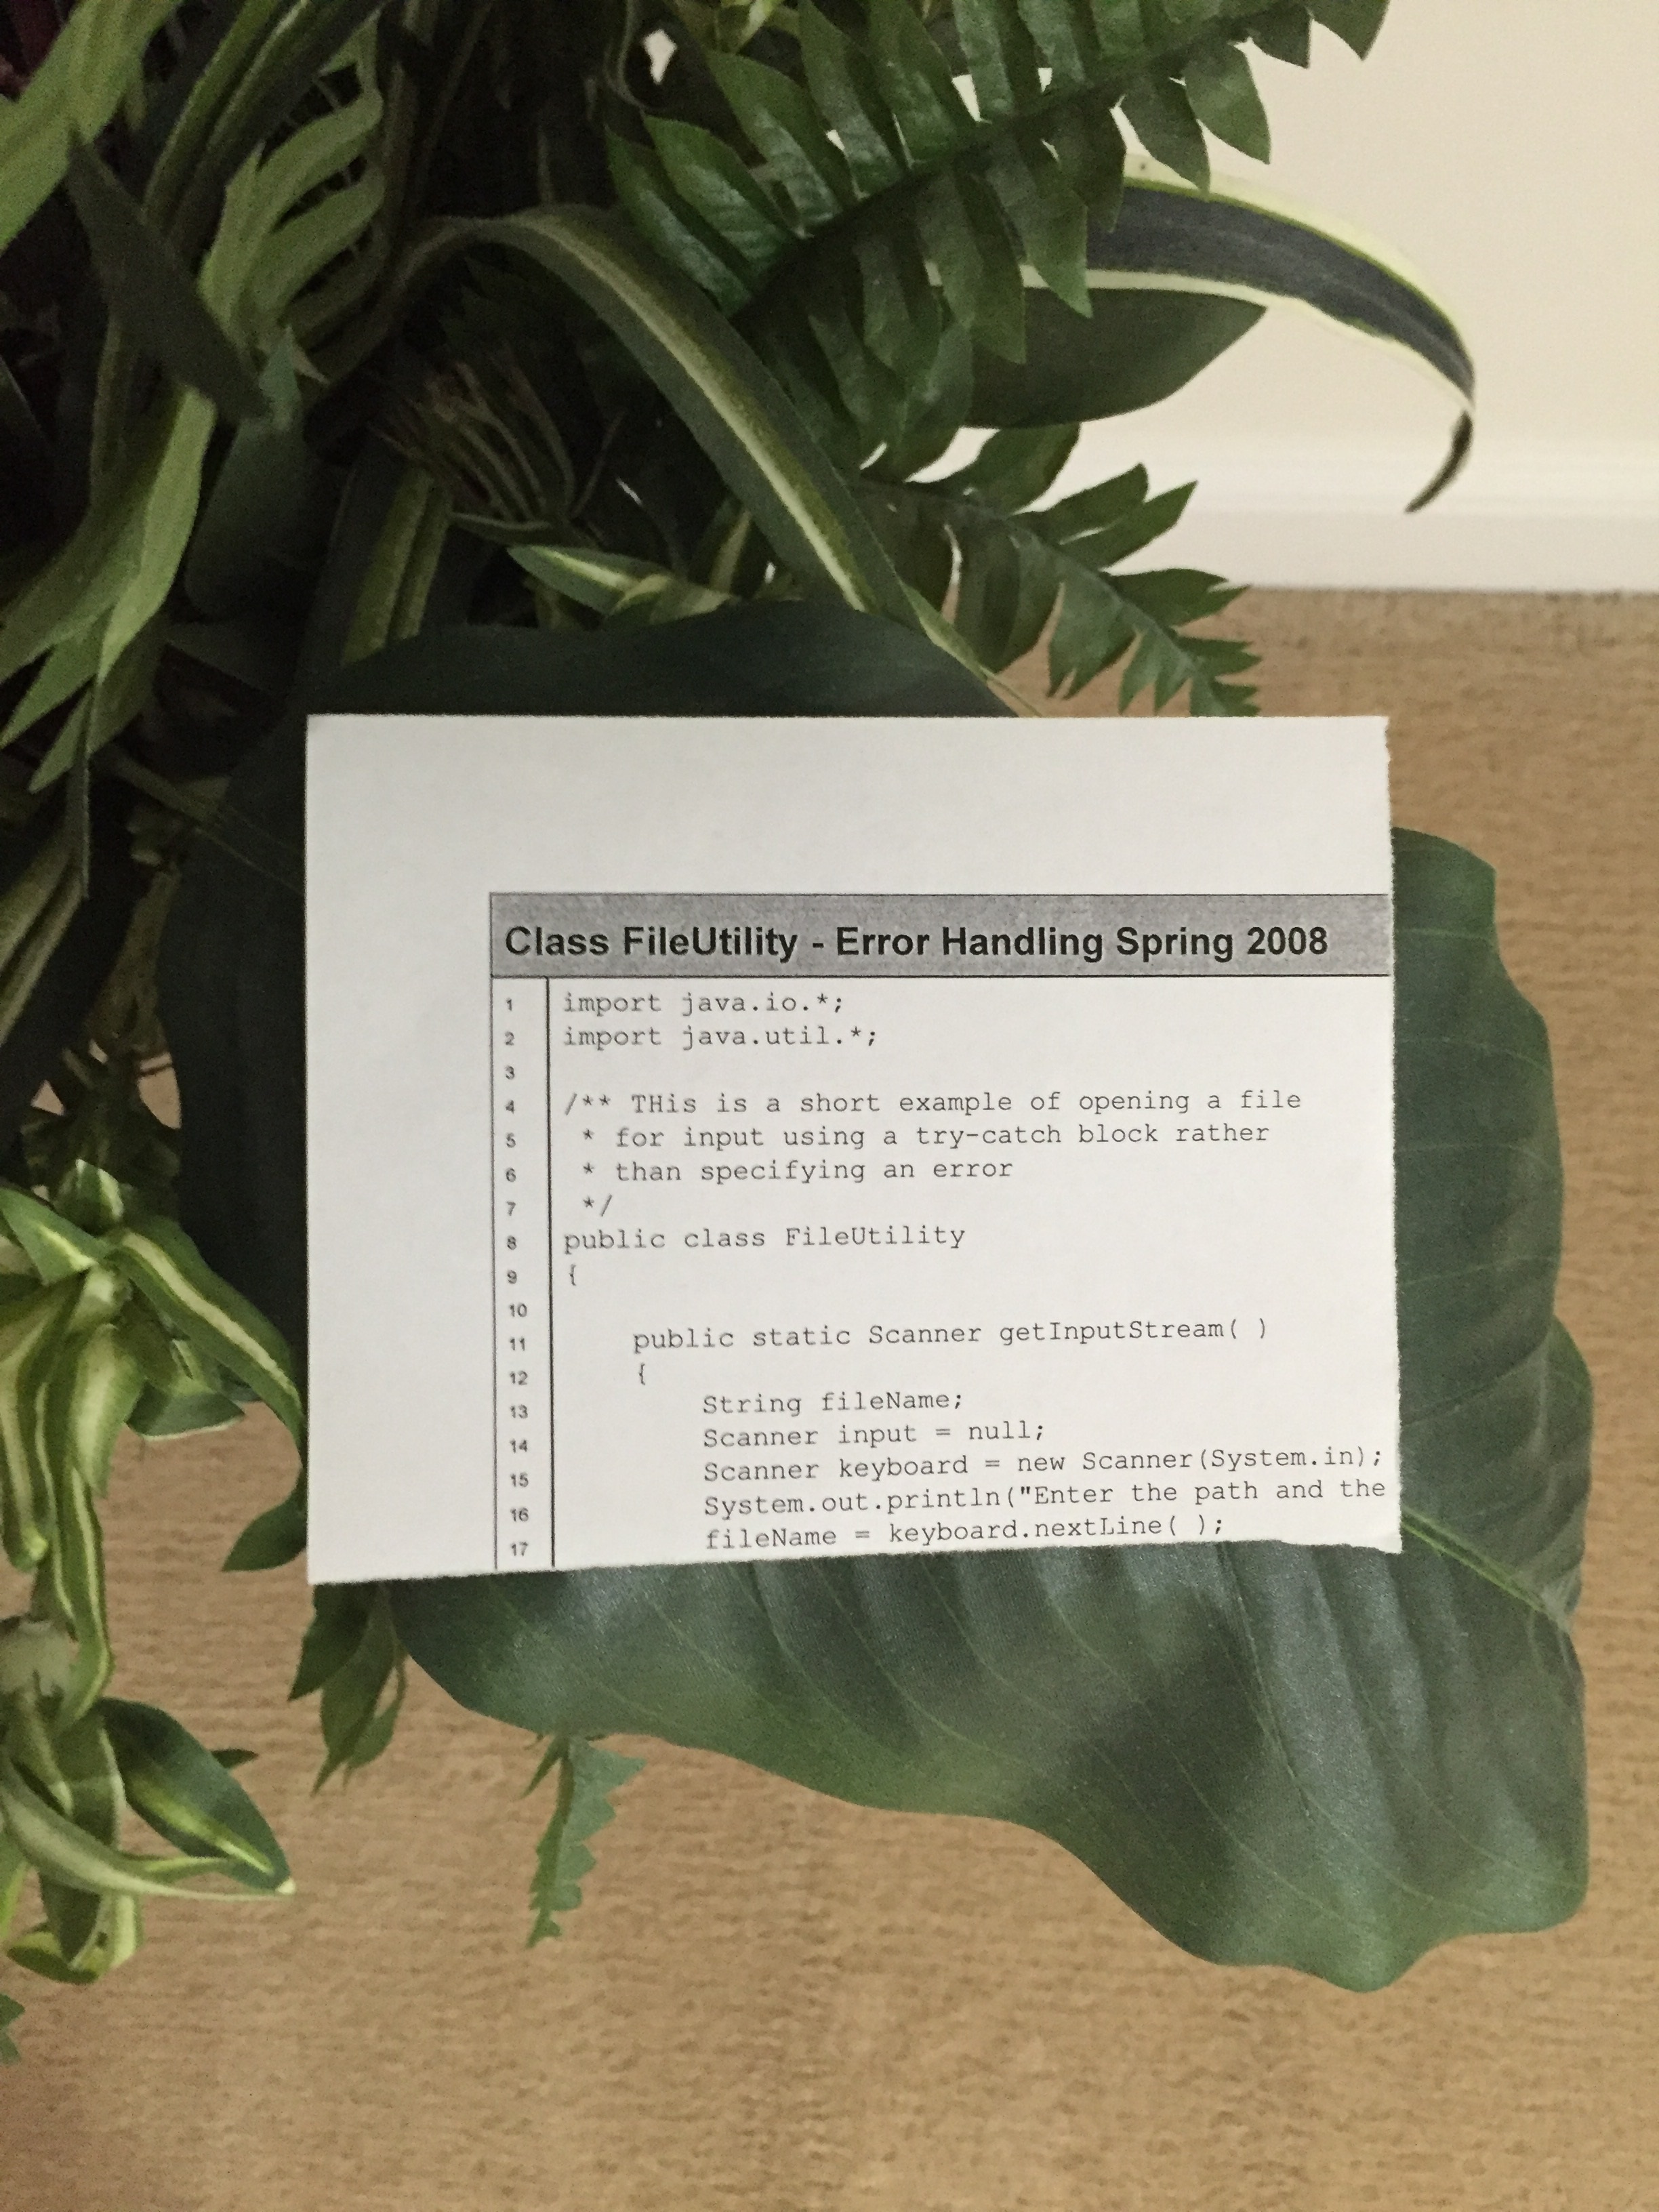 Class FileUtility - Error Handling Spring 2008
1 import java.io.*;
2 import java.util.*;
3
4 /** THis is a short example of opening a file
5  * for input using a try-catch block rather
6  * than specifying an error
7  */
8 public class FileUtility
9 {
10
11     public static Scanner getInputStream( )
12     {
13         String fileName;
14         Scanner input = null;
15         Scanner keyboard = new Scanner(System.in);
16         System.out.println("Enter the path and the
17         fileName = keyboard.nextLine( );